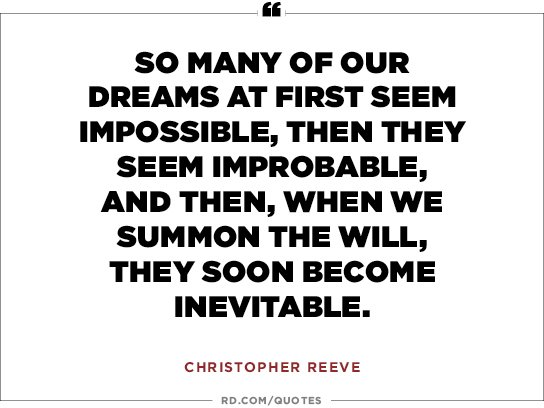 ❝
SO MANY OF OUR
DREAMS AT FIRST SEEM
IMPOSSIBLE, THEN THEY
SEEM IMPROBABLE,
AND THEN, WHEN WE
SUMMON THE WILL,
THEY SOON BECOME
INEVITABLE.
CHRISTOPHER REEVE
RD.COM/QUOTES